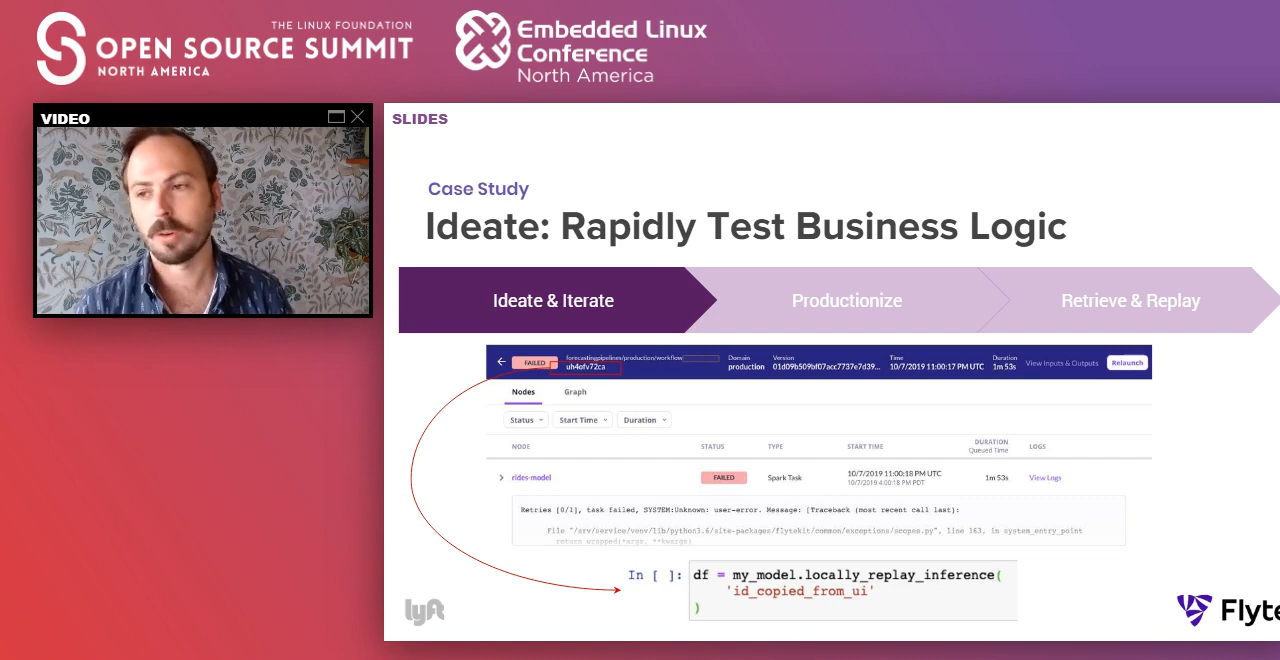 THE LINUX FOUNDATION
OPEN SOURCE SUMMIT
NORTH AMERICA
Embedded Linux
Conference
North America
VIDEO
SLIDES
Case Study
Ideate: Rapidly Test Business Logic
Ideate & Iterate
Productionize
Retrieve & Replay
FAILED
forecastingpipelines/production/workflow
uh4ofv72ca
Domain
production
Version
01d09b509bf07acc7737e7d39...
Time
10/7/2019 11:00:17 PM UTC
Duration
1m 53s
View Inputs & Outputs
Relaunch
Nodes Graph
Status Start Time Duration
NODE STATUS TYPE START TIME DURATION LOGS
Queued Time
rides-model FAILED Spark Task 10/7/2019 11:00:18 PM UTC 1m 53s View Logs
10/7/2019 4:00:18 PM PDT
Retries [0/1], task failed, SYSTEM:Unknown: user-error. Message: [Traceback (most recent call last):
File "/srv/service/venv/lib/python3.6/site-packages/flytekit/common/exceptions/scopes.py", line 163, in system_entry_point
return wrapped(*args, **kwargs)
In [ ]: df = my_model.locally_replay_inference(
'id_copied_from_ui'
)
lyft
Flyte